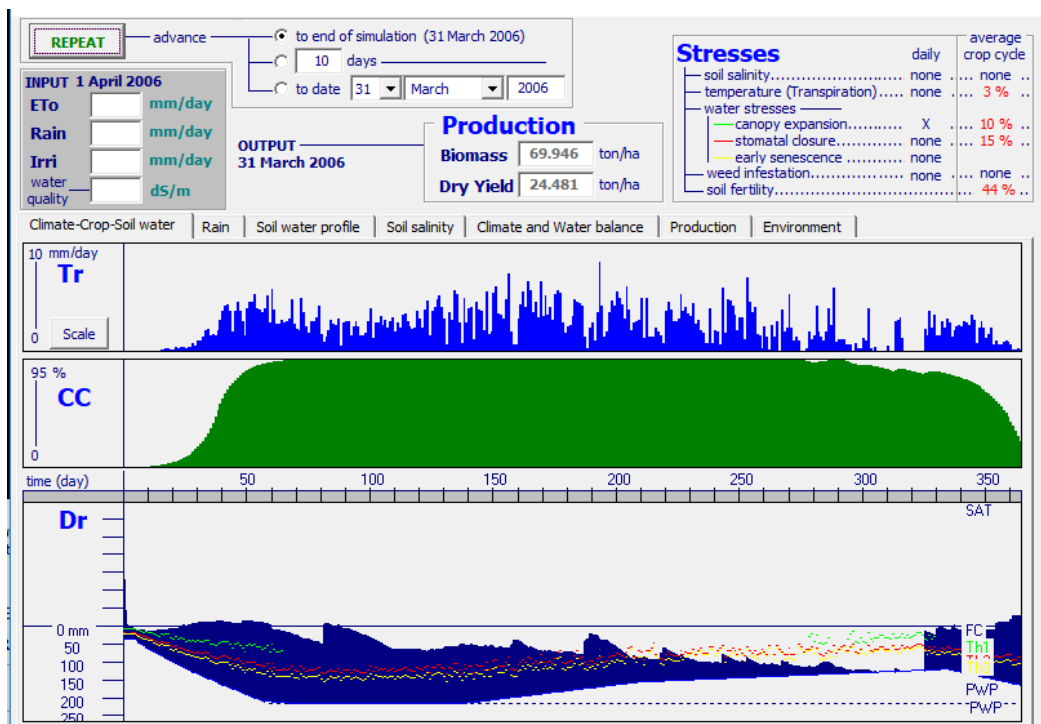 REPEAT
advance
to end of simulation (31 March 2006)
10 days
to date 31 March 2006
INPUT 1 April 2006
ETo mm/day
Rain mm/day
Irri mm/day
water quality dS/m
OUTPUT
31 March 2006
Production
Biomass 69.946 ton/ha
Dry Yield 24.481 ton/ha
Stresses daily average crop cycle
soil salinity............................ none .... none ..
temperature (Transpiration)..... none .... 3 % ..
water stresses
canopy expansion.............. X .... 10 % ..
stomatal closure................ none .... 15 % ..
early senescence ............. none
weed infestation.................... none .... none ..
soil fertility.................................................. 44 % ..
Climate-Crop-Soil water Rain Soil water profile Soil salinity Climate and Water balance Production Environment
10 mm/day
Tr
0 Scale
95 %
CC
0
time (day) 50 100 150 200 250 300 350
Dr SAT
0 mm FC
50 Th1
100 Th3
150 PWP
200 PWP
250